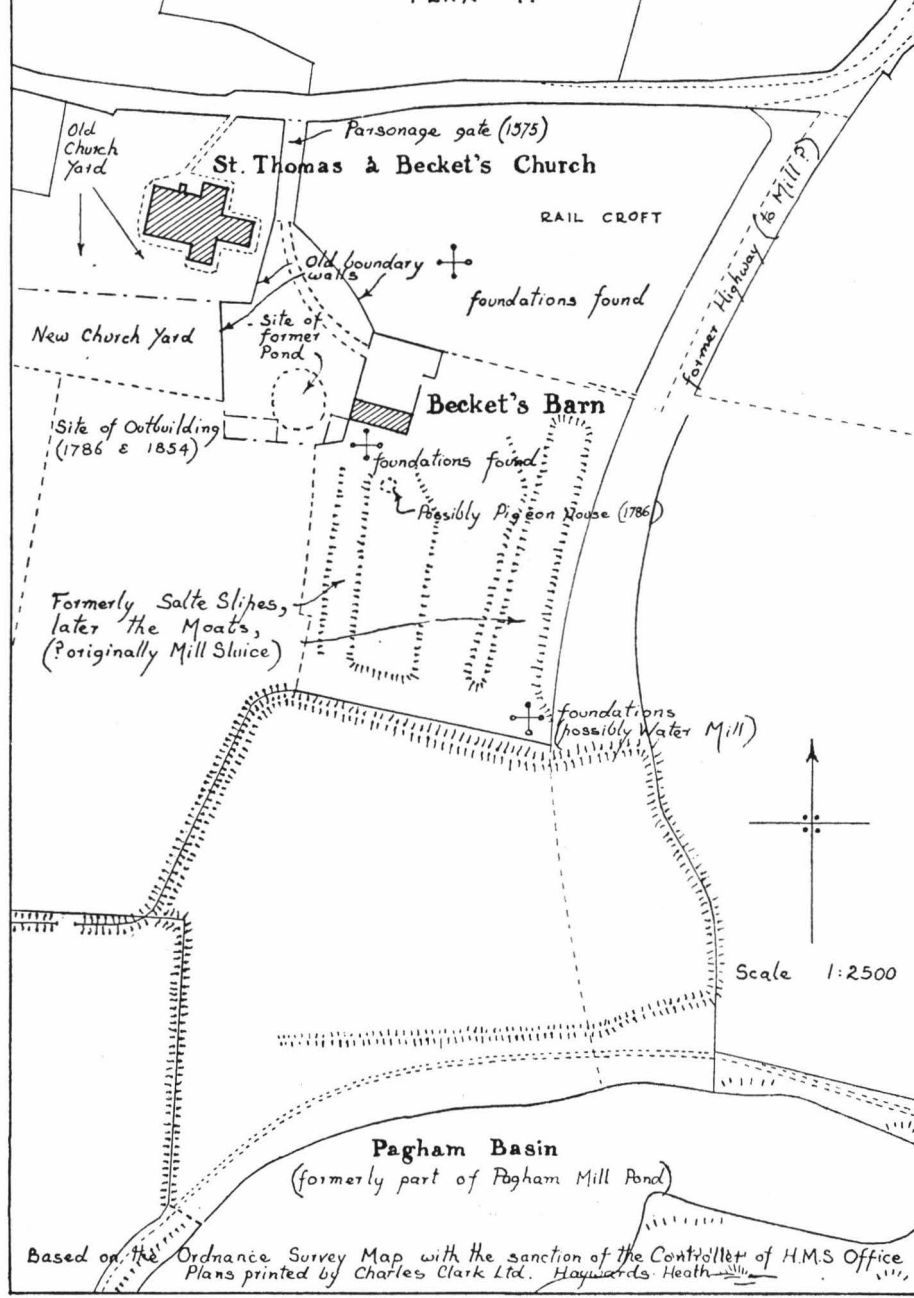 Old
Church
Yard
Parsonage gate (1575)
St. Thomas à Becket's Church
RAIL CROFT
former Highway (to Mill?)
Old boundary
walls
foundations found
New Church Yard
Site of
former
Pond
Becket's Barn
Site of Outbuilding
(1786 & 1854)
foundations found
Possibly Pigeon House (1786)
Formerly Salte Slipes,
later the Moats,
(?originally Mill Sluice)
foundations
(possibly Water Mill)
Scale 1:2500
Pagham Basin
(formerly part of Pagham Mill Pond)
Based on the Ordnance Survey Map with the sanction of the Controller of H.M.S Office
Plans printed by Charles Clark Ltd. Haywards Heath